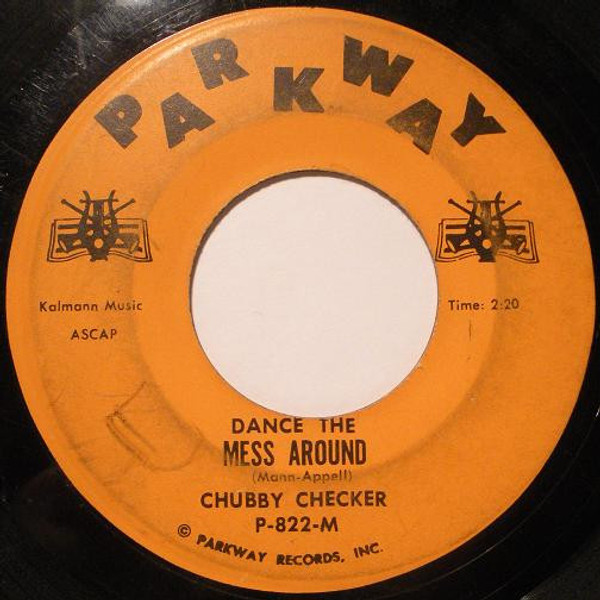 PARKWAY
Kalmann Music
ASCAP
Time: 2:20
DANCE THE
MESS AROUND
(Mann-Appell)
CHUBBY CHECKER
P-822-M
© PARKWAY RECORDS, INC.